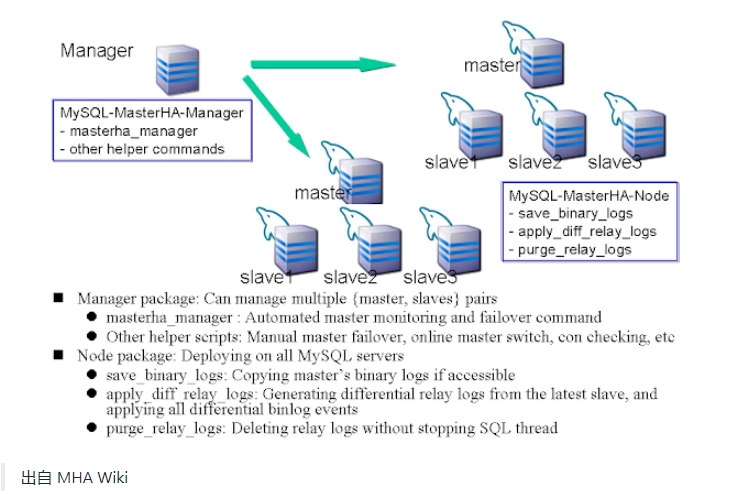 Manager
master
MySQL-MasterHA-Manager
- masterha_manager
- other helper commands
slave1 slave2 slave3
master
MySQL-MasterHA-Node
- save_binary_logs
- apply_diff_relay_logs
- purge_relay_logs
slave1 slave2 slave3
■ Manager package: Can manage multiple {master, slaves} pairs
● masterha_manager : Automated master monitoring and failover command
● Other helper scripts: Manual master failover, online master switch, con checking, etc
■ Node package: Deploying on all MySQL servers
● save_binary_logs: Copying master's binary logs if accessible
● apply_diff_relay_logs: Generating differential relay logs from the latest slave, and
applying all differential binlog events
● purge_relay_logs: Deleting relay logs without stopping SQL thread
出自 MHA Wiki